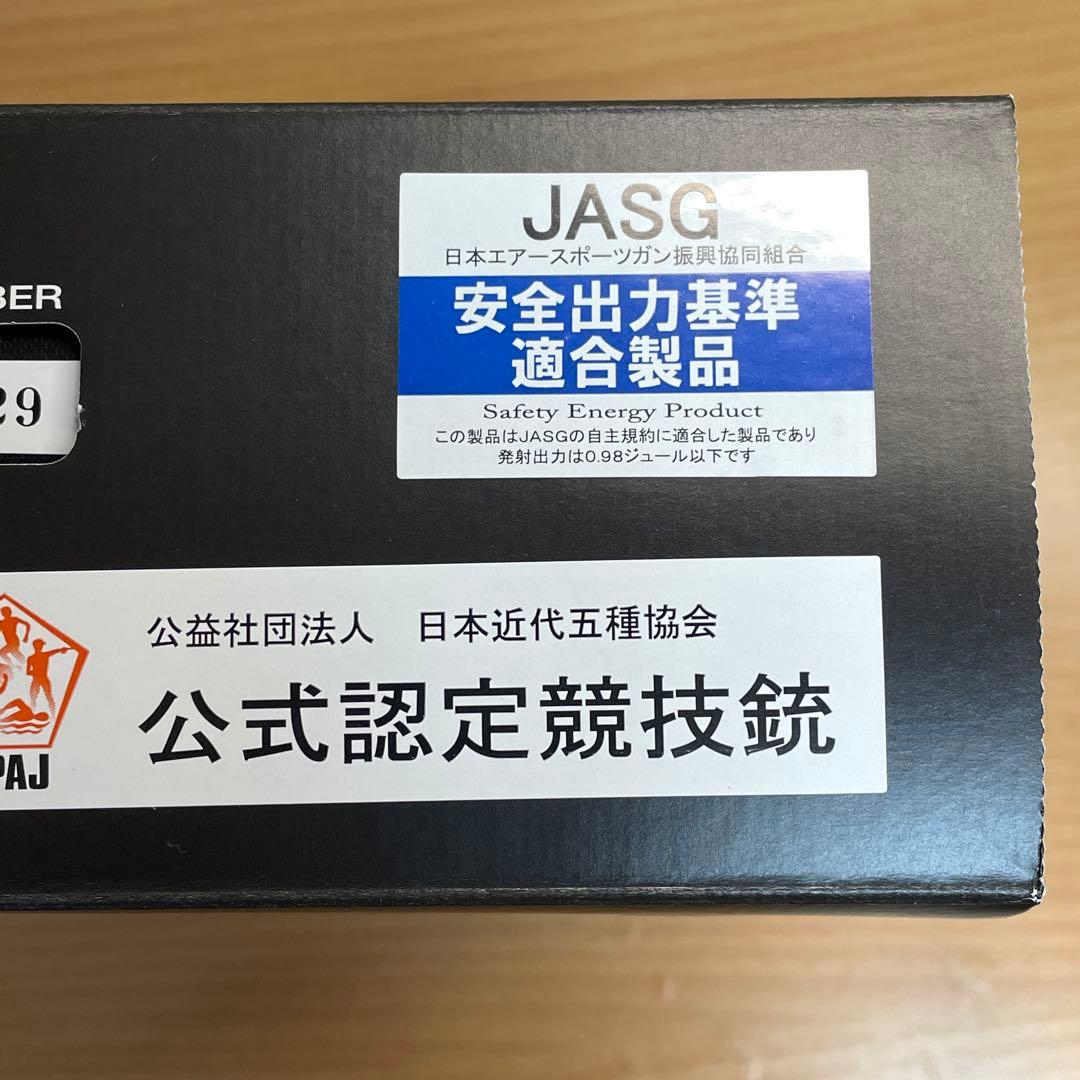 JASG
日本エアースポーツガン振興協同組合
安全出力基準
適合製品
Safety Energy Product
この製品はJASGの自主規約に適合した製品であり
発射出力は0.98ジュール以下です
BER
29
公益社団法人 日本近代五種協会
公式認定競技銃
PAJ